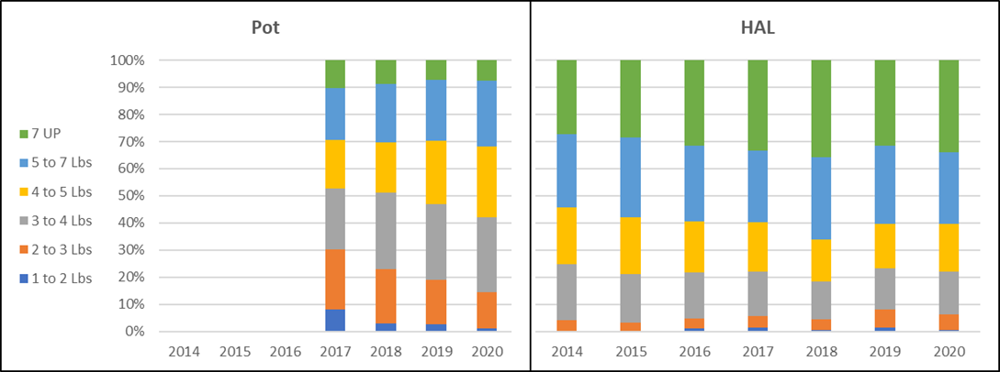 Pot
HAL
100%
90%
80%
70%
60%
50%
40%
30%
20%
10%
0%
7 UP
5 to 7 Lbs
4 to 5 Lbs
3 to 4 Lbs
2 to 3 Lbs
1 to 2 Lbs
2014 2015 2016 2017 2018 2019 2020
2014 2015 2016 2017 2018 2019 2020